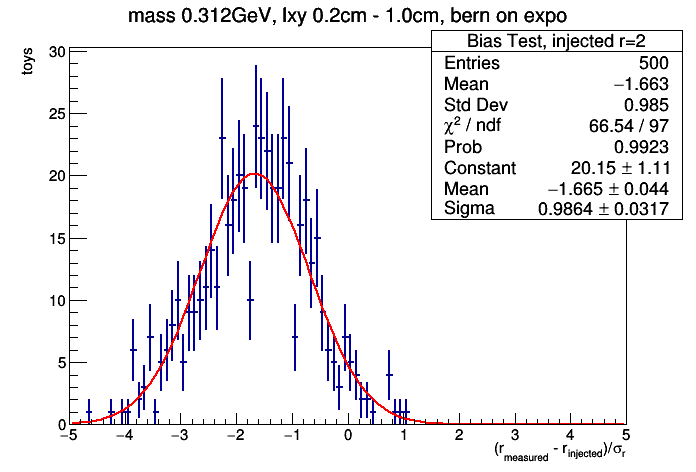 mass 0.312GeV, lxy 0.2cm - 1.0cm, bern on expo
toys
30
25
20
15
10
5
0
Bias Test, injected r=2
Entries 500
Mean −1.663
Std Dev 0.985
χ² / ndf 66.54 / 97
Prob 0.9923
Constant 20.15 ± 1.11
Mean −1.665 ± 0.044
Sigma 0.9864 ± 0.0317
−5 −4 −3 −2 −1 0 1 2 3 4 5
(r_measured - r_injected)/σ_r